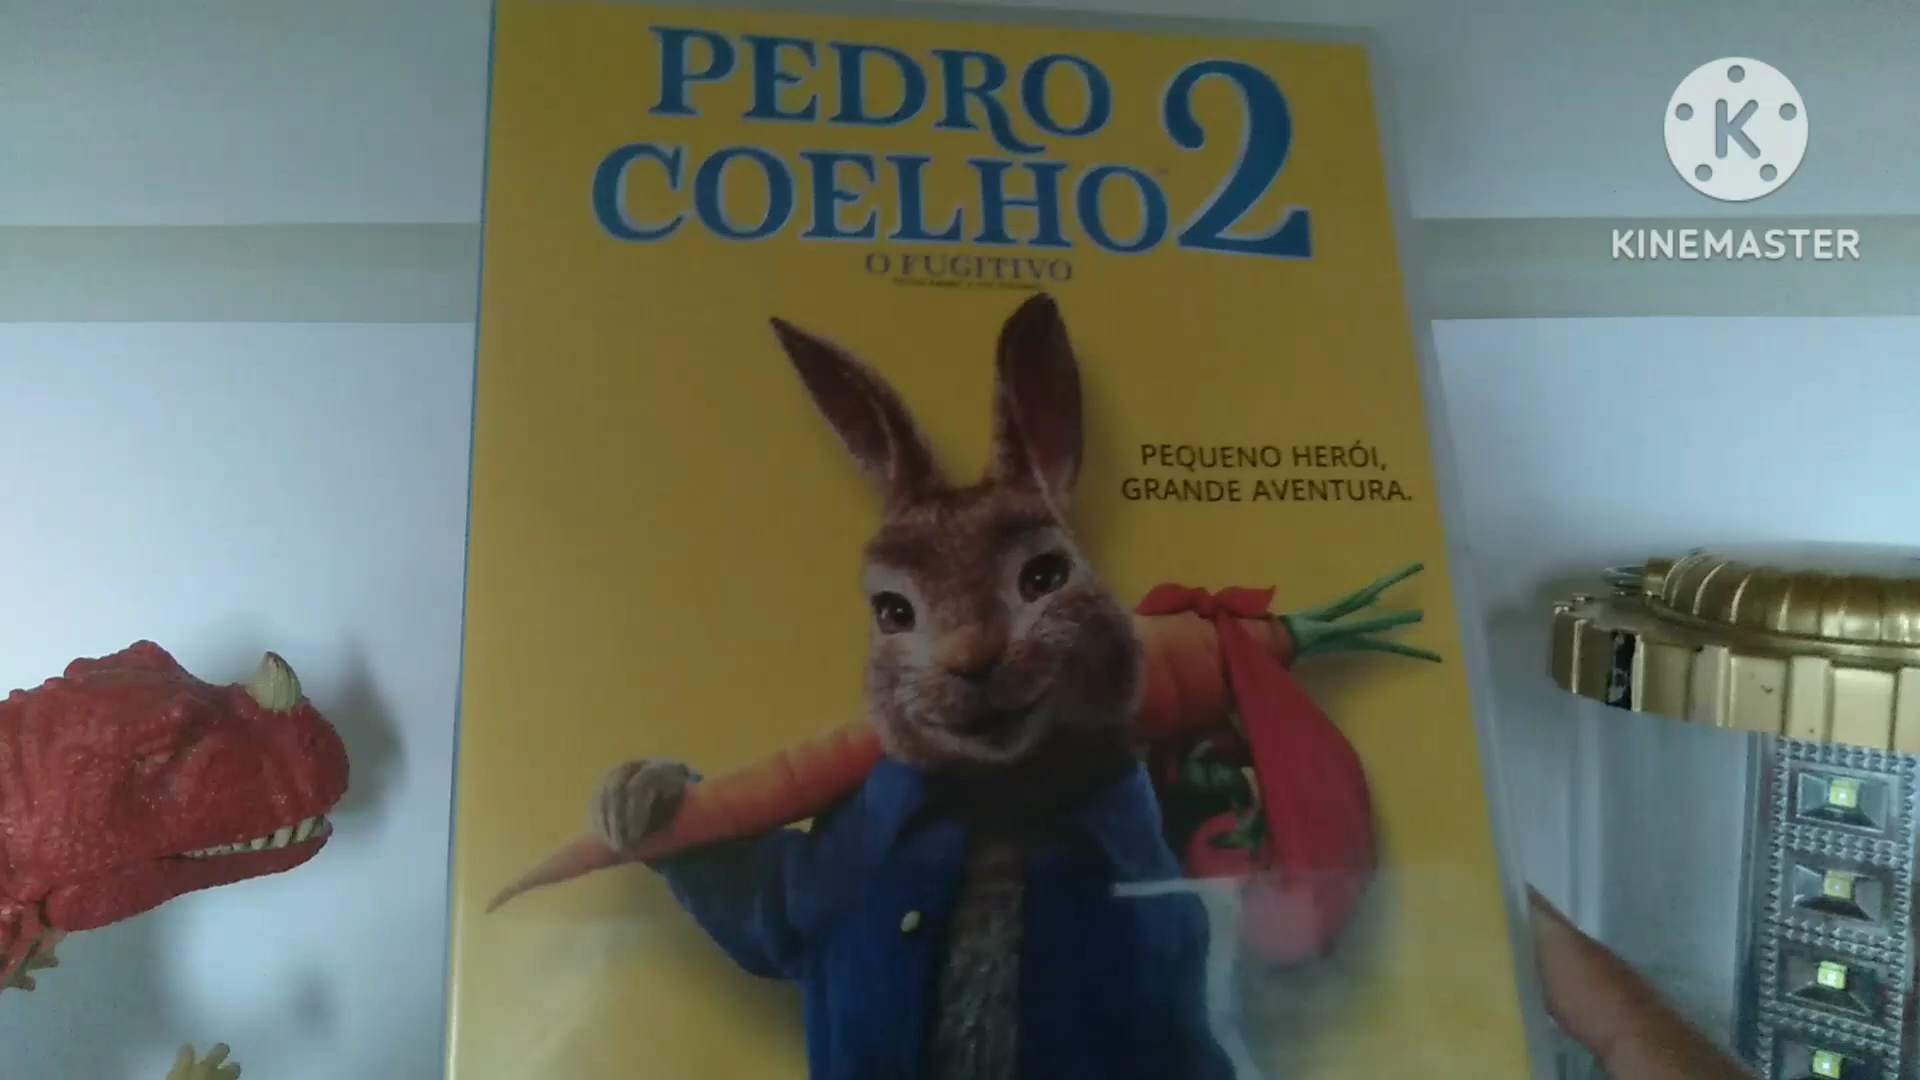 PEDRO
COELHO 2
O FUGITIVO
PEQUENO HERÓI,
GRANDE AVENTURA.
K
KINEMASTER